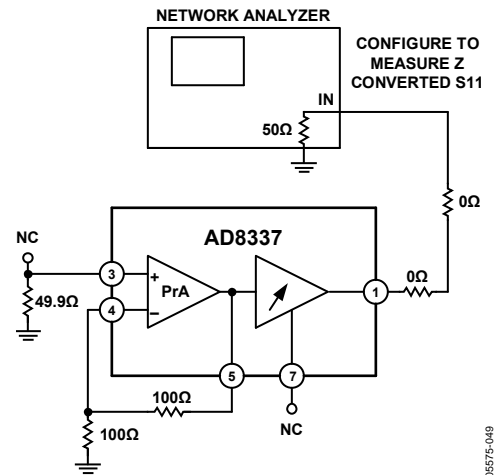 NETWORK ANALYZER
CONFIGURE TO
MEASURE Z
CONVERTED S11
IN
50Ω
0Ω
NC
AD8337
0Ω
3
+
PrA
1
49.9Ω
4
−
5
7
100Ω
NC
100Ω
05575-049